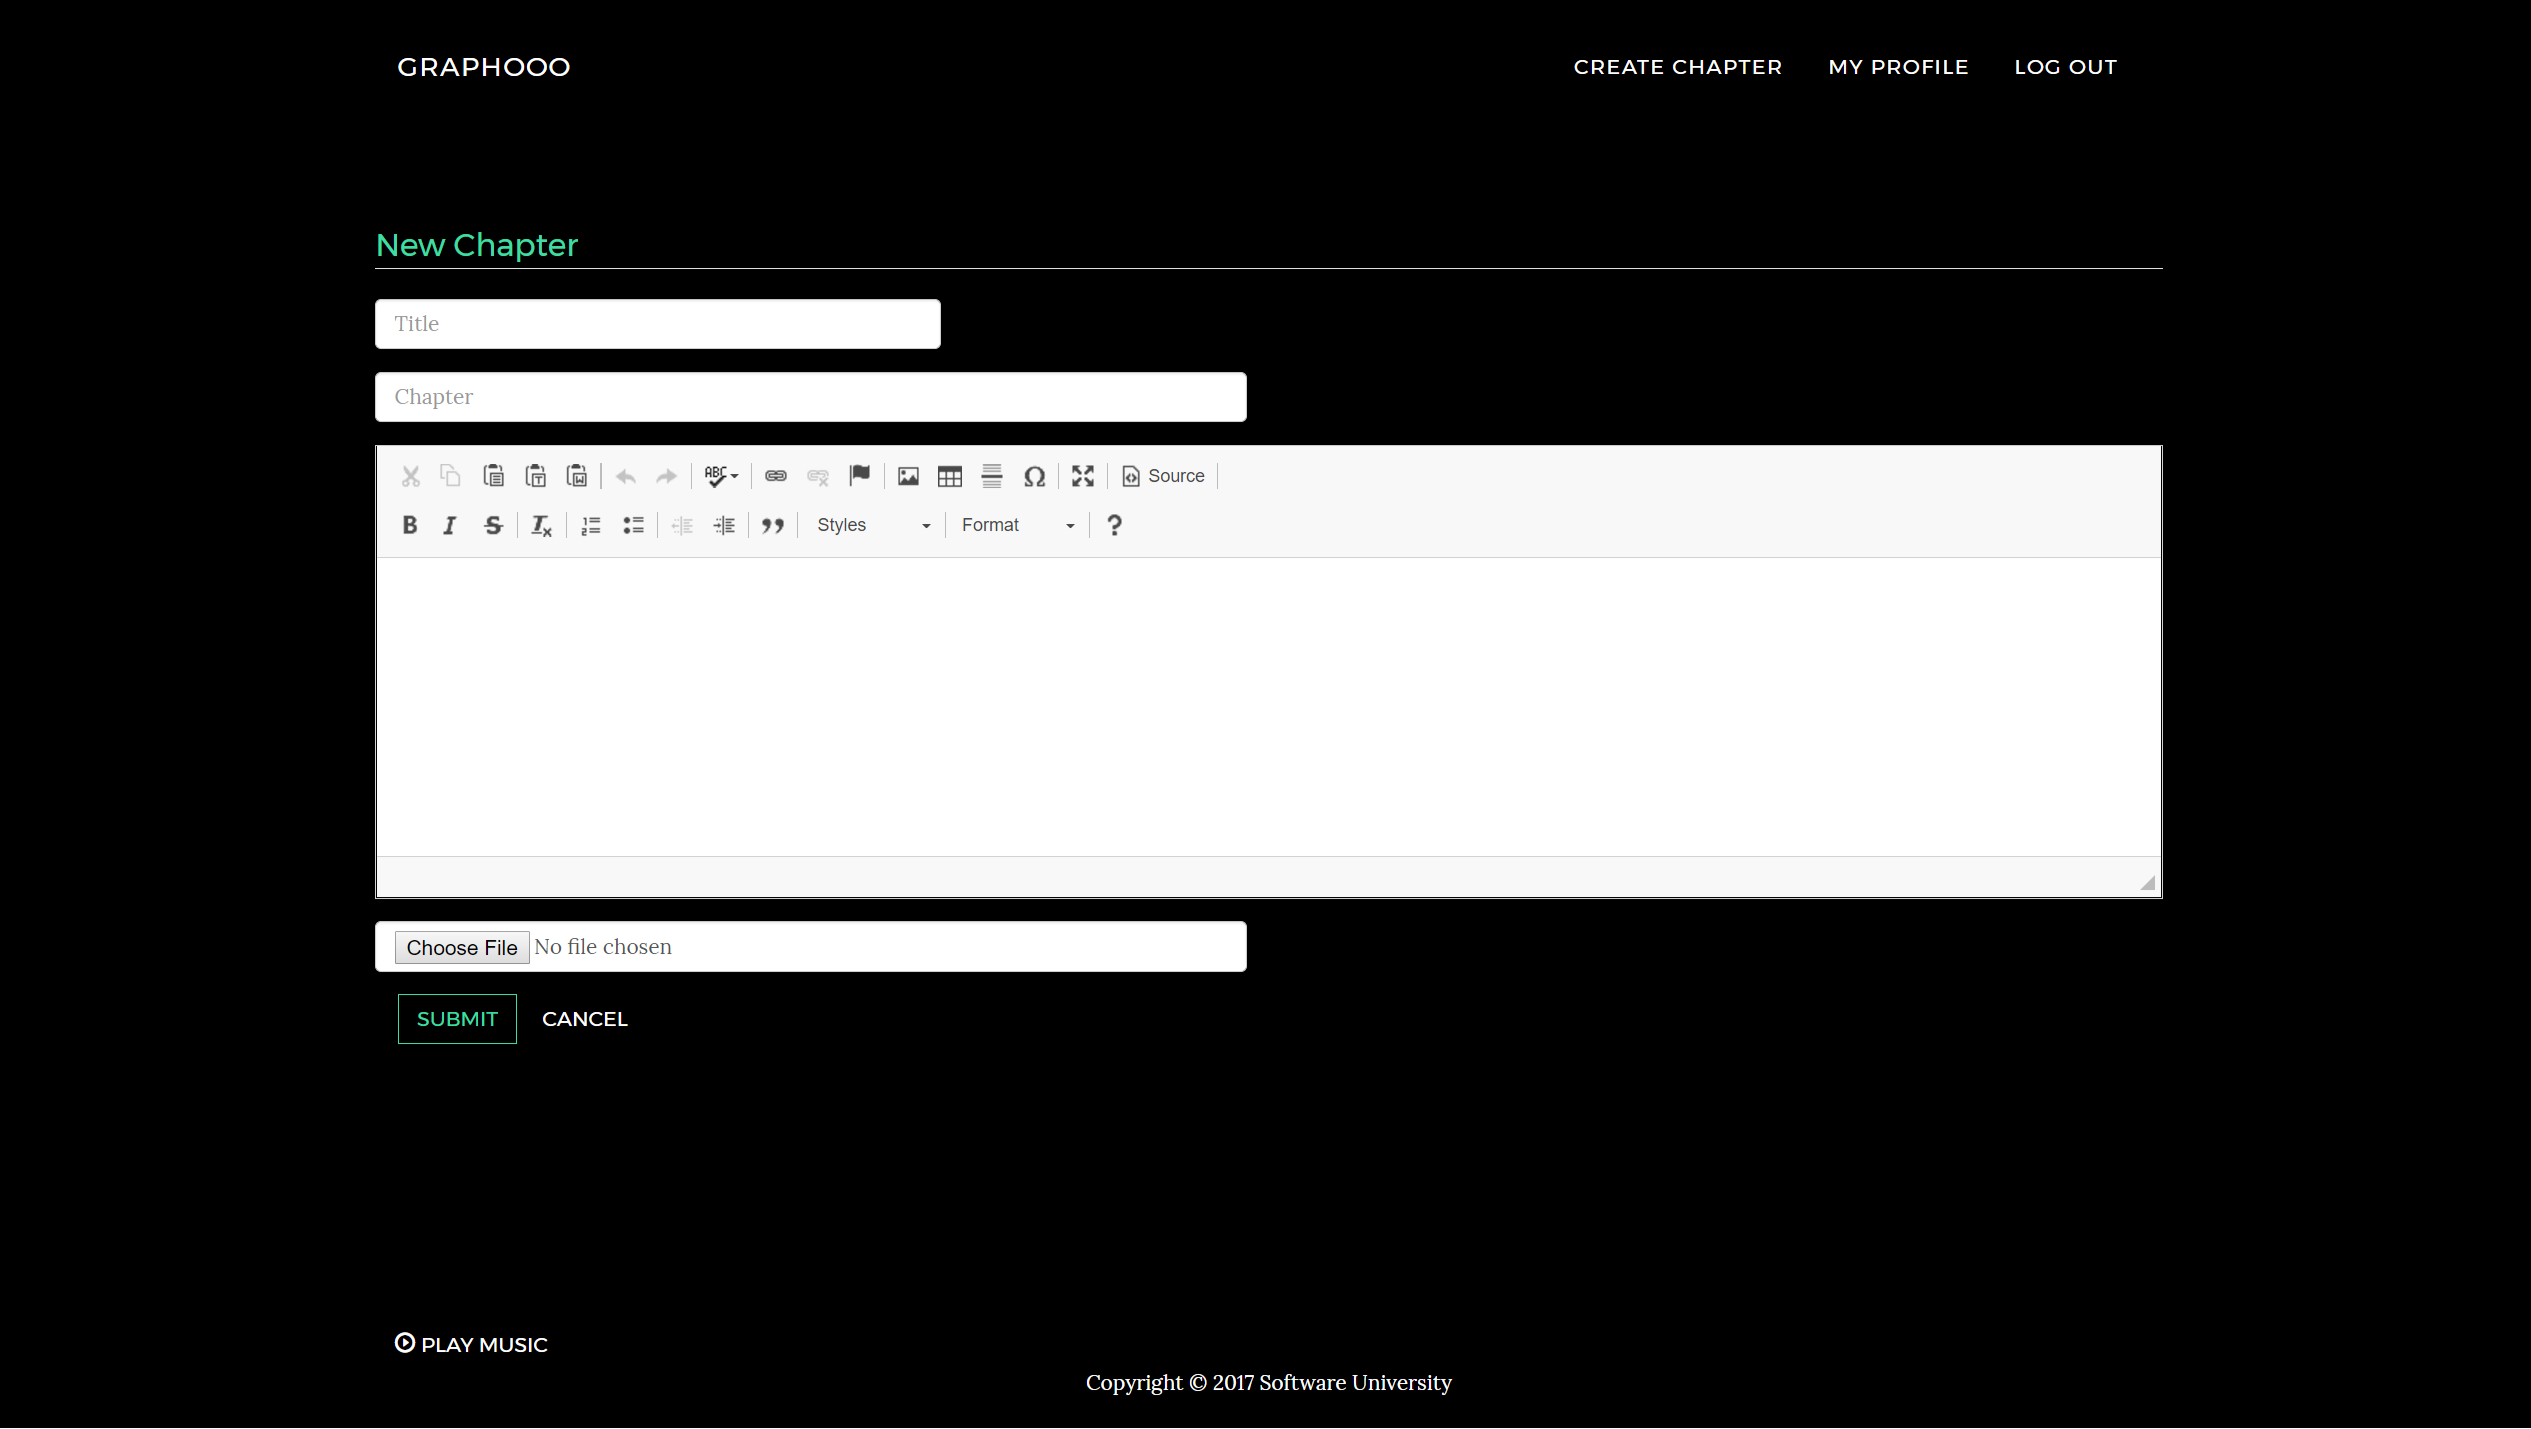 GRAPHOOO CREATE CHAPTER MY PROFILE LOG OUT
New Chapter
Title
Chapter
ABC Source
Styles Format
Choose File No file chosen
SUBMIT CANCEL
PLAY MUSIC
Copyright © 2017 Software University